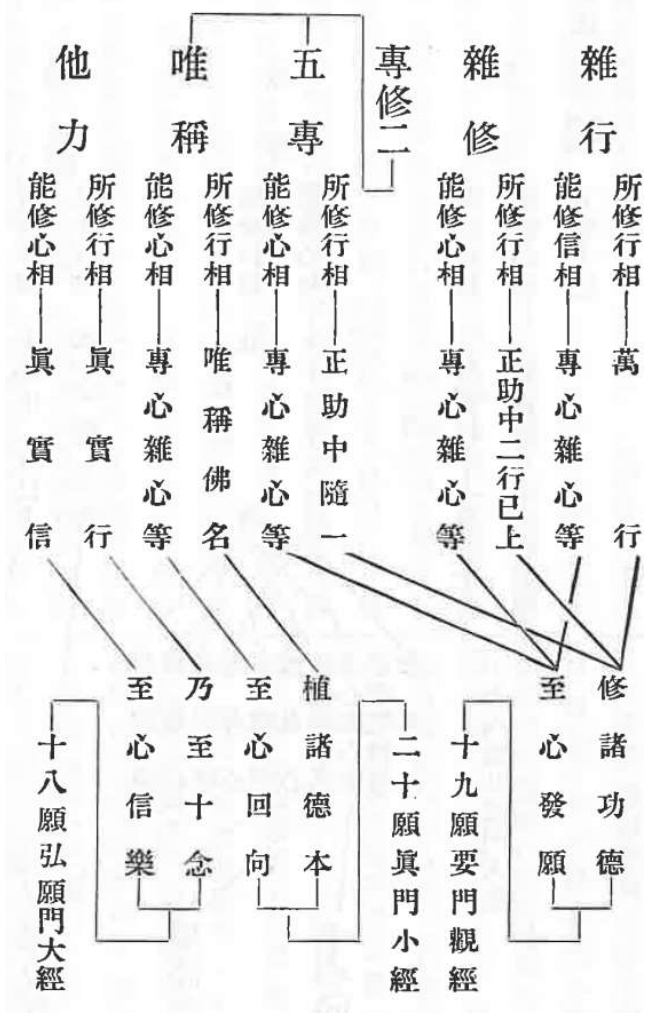 雜行
所修行相
萬行
能修信相
專心雜心等
雜修
所修行相
正助中二行已上
能修心相
專心雜心等
專修二
五專
所修行相
正助中隨一
能修心相
專心雜心等
唯稱
所修行相
唯稱佛名
能修心相
專心雜心等
他力
所修行相
眞實行
能修心相
眞實信
修諸功德
至心發願
十九願要門觀經
二十願眞門小經
植諸德本
至心回向
乃至十念
至心信樂
十八願弘願門大經